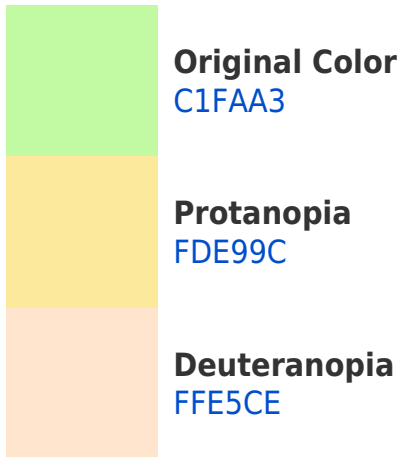 Original Color
C1FAA3
Protanopia
FDE99C
Deuteranopia
FFE5CE